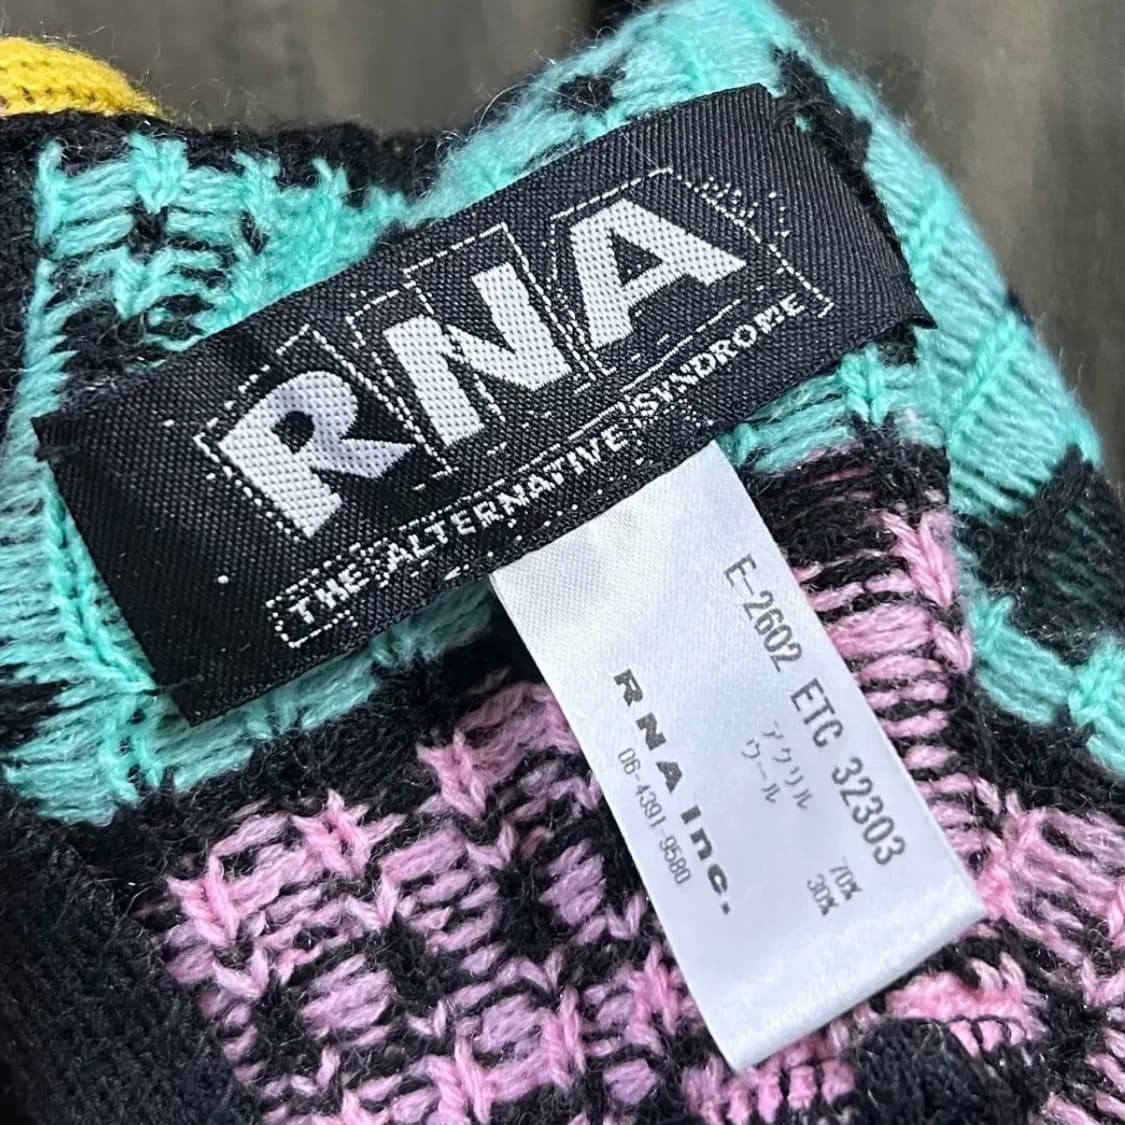 RNA
THE ALTERNATIVE SYNDROME
E-2602 ETC 32303
アクリル 70%
ウール 30%
RNA Inc.
06-4391-9580